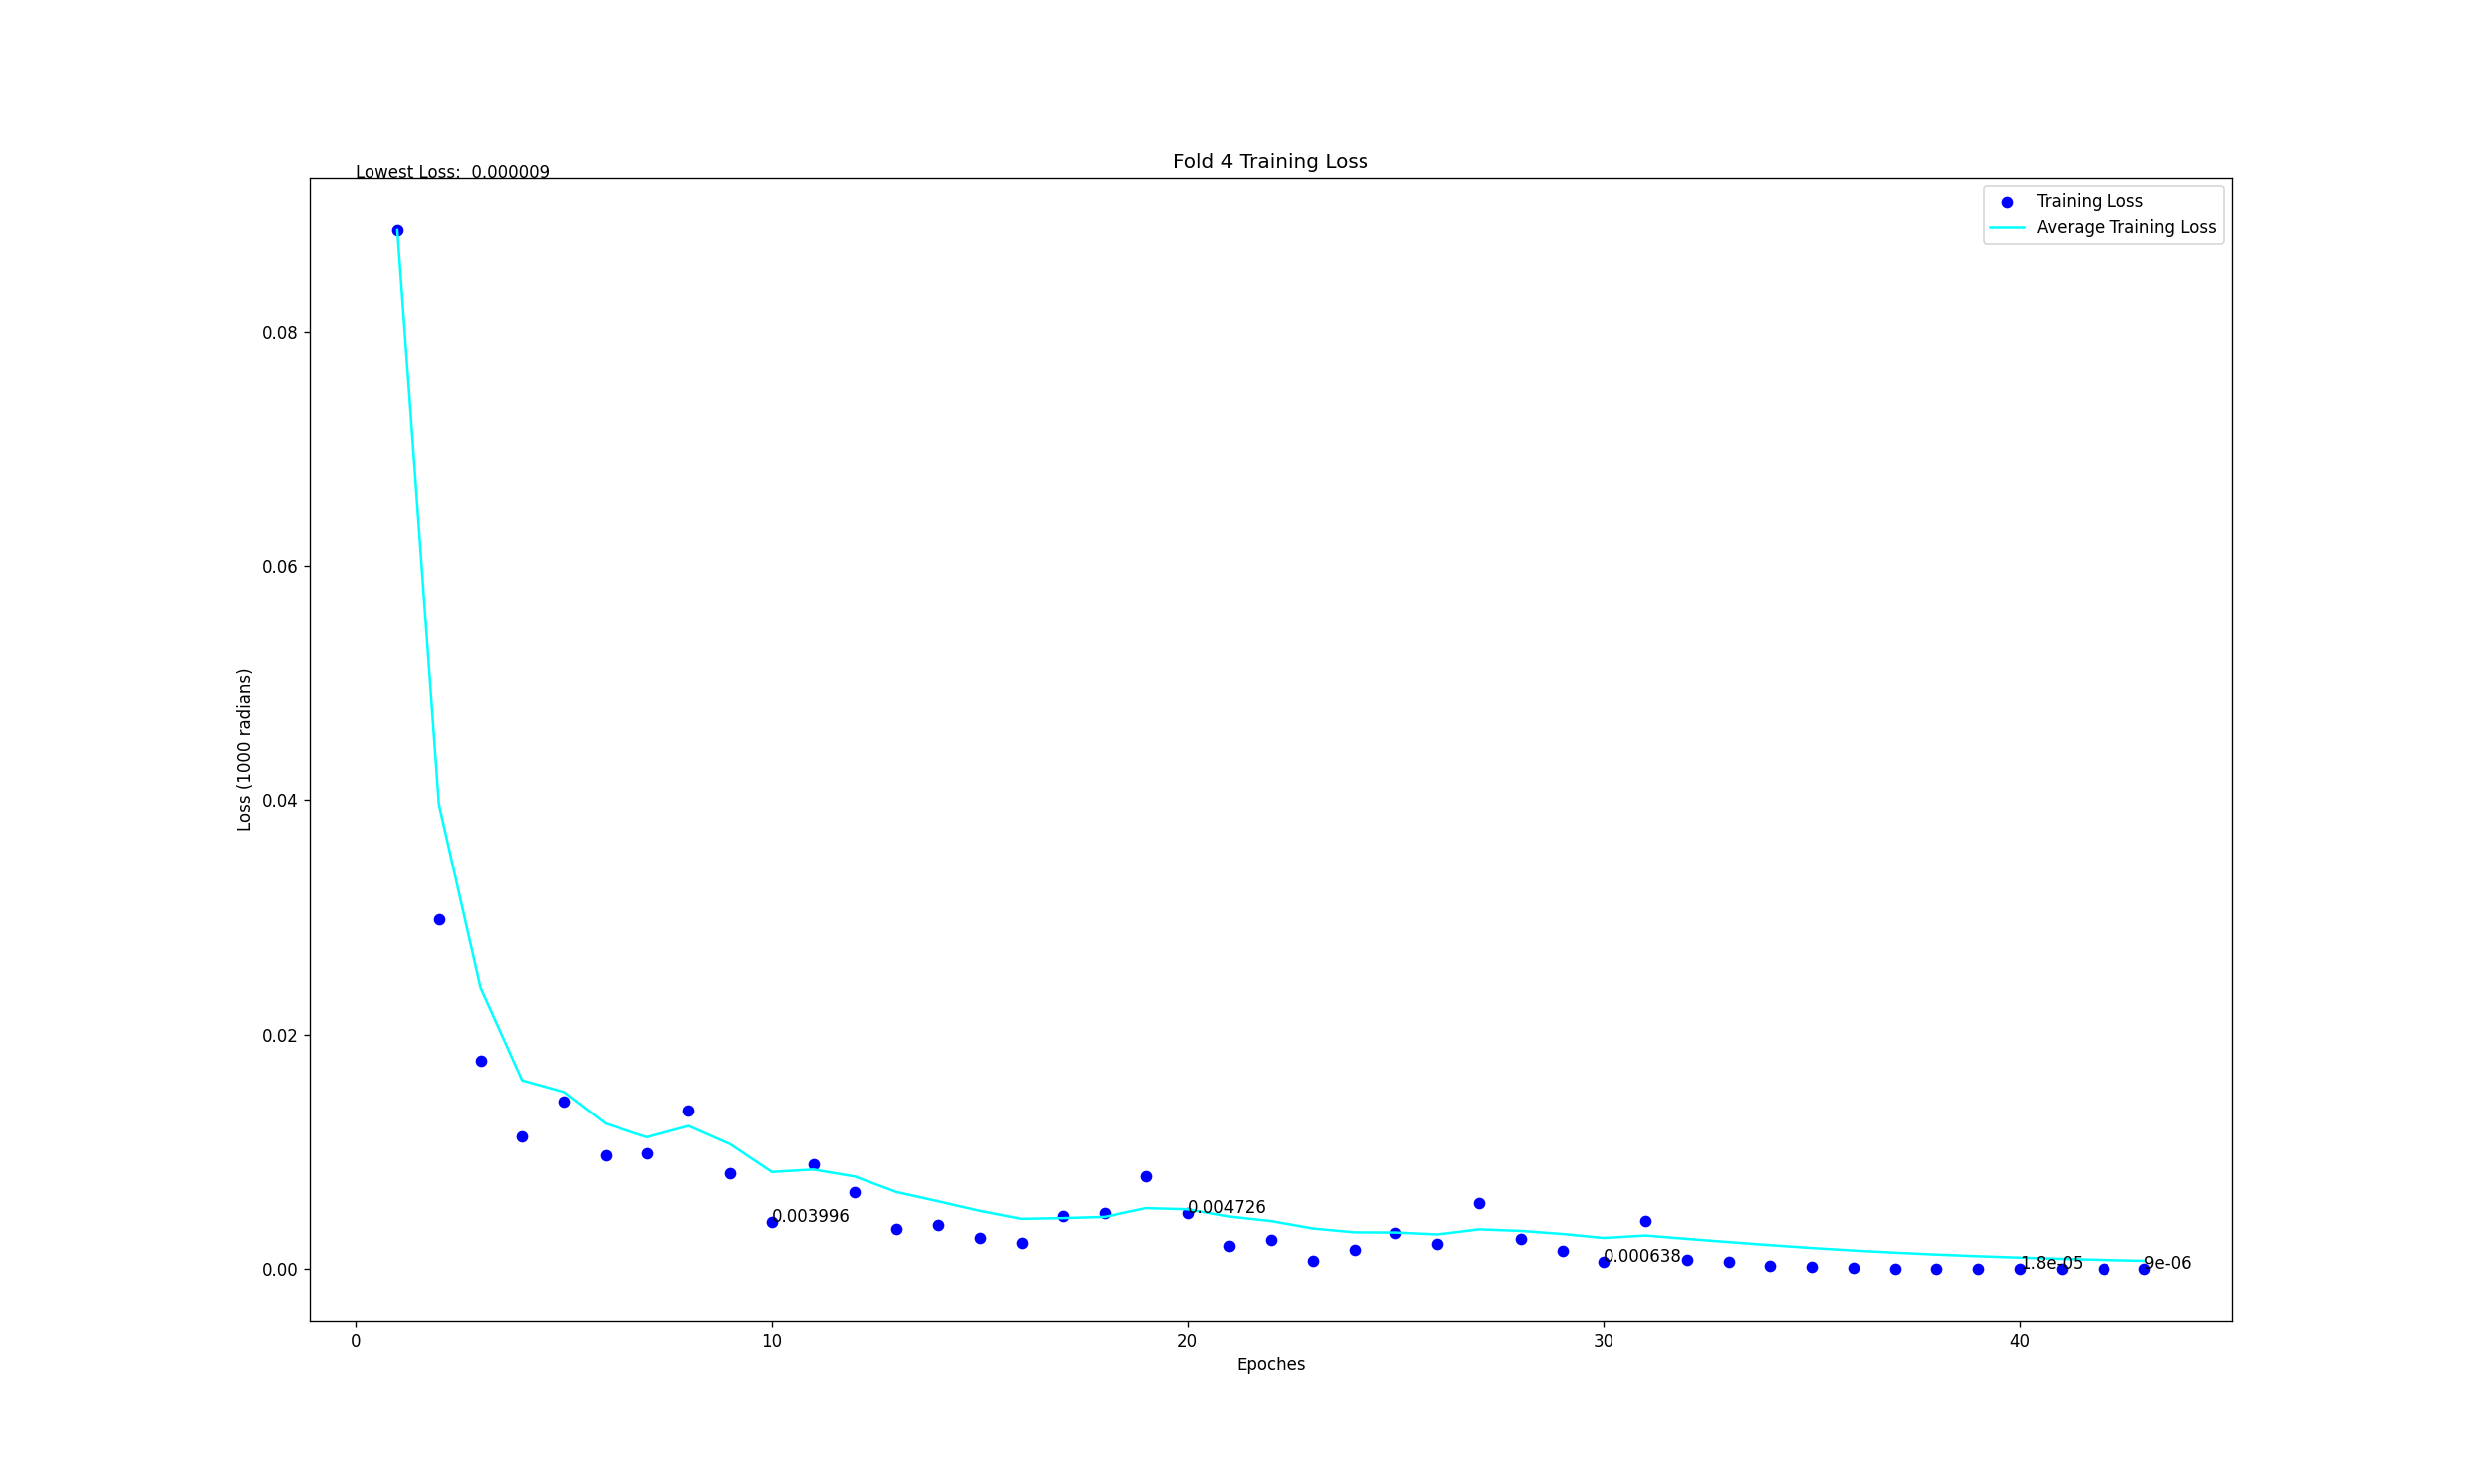 Fold 4 Training Loss
Lowest Loss:  0.000009
Training Loss
Average Training Loss
0.08
0.06
0.04
0.02
0.00
Loss (1000 radians)
0.003996
0.004726
0.000638
1.8e-05
9e-06
0
10
20
30
40
Epoches